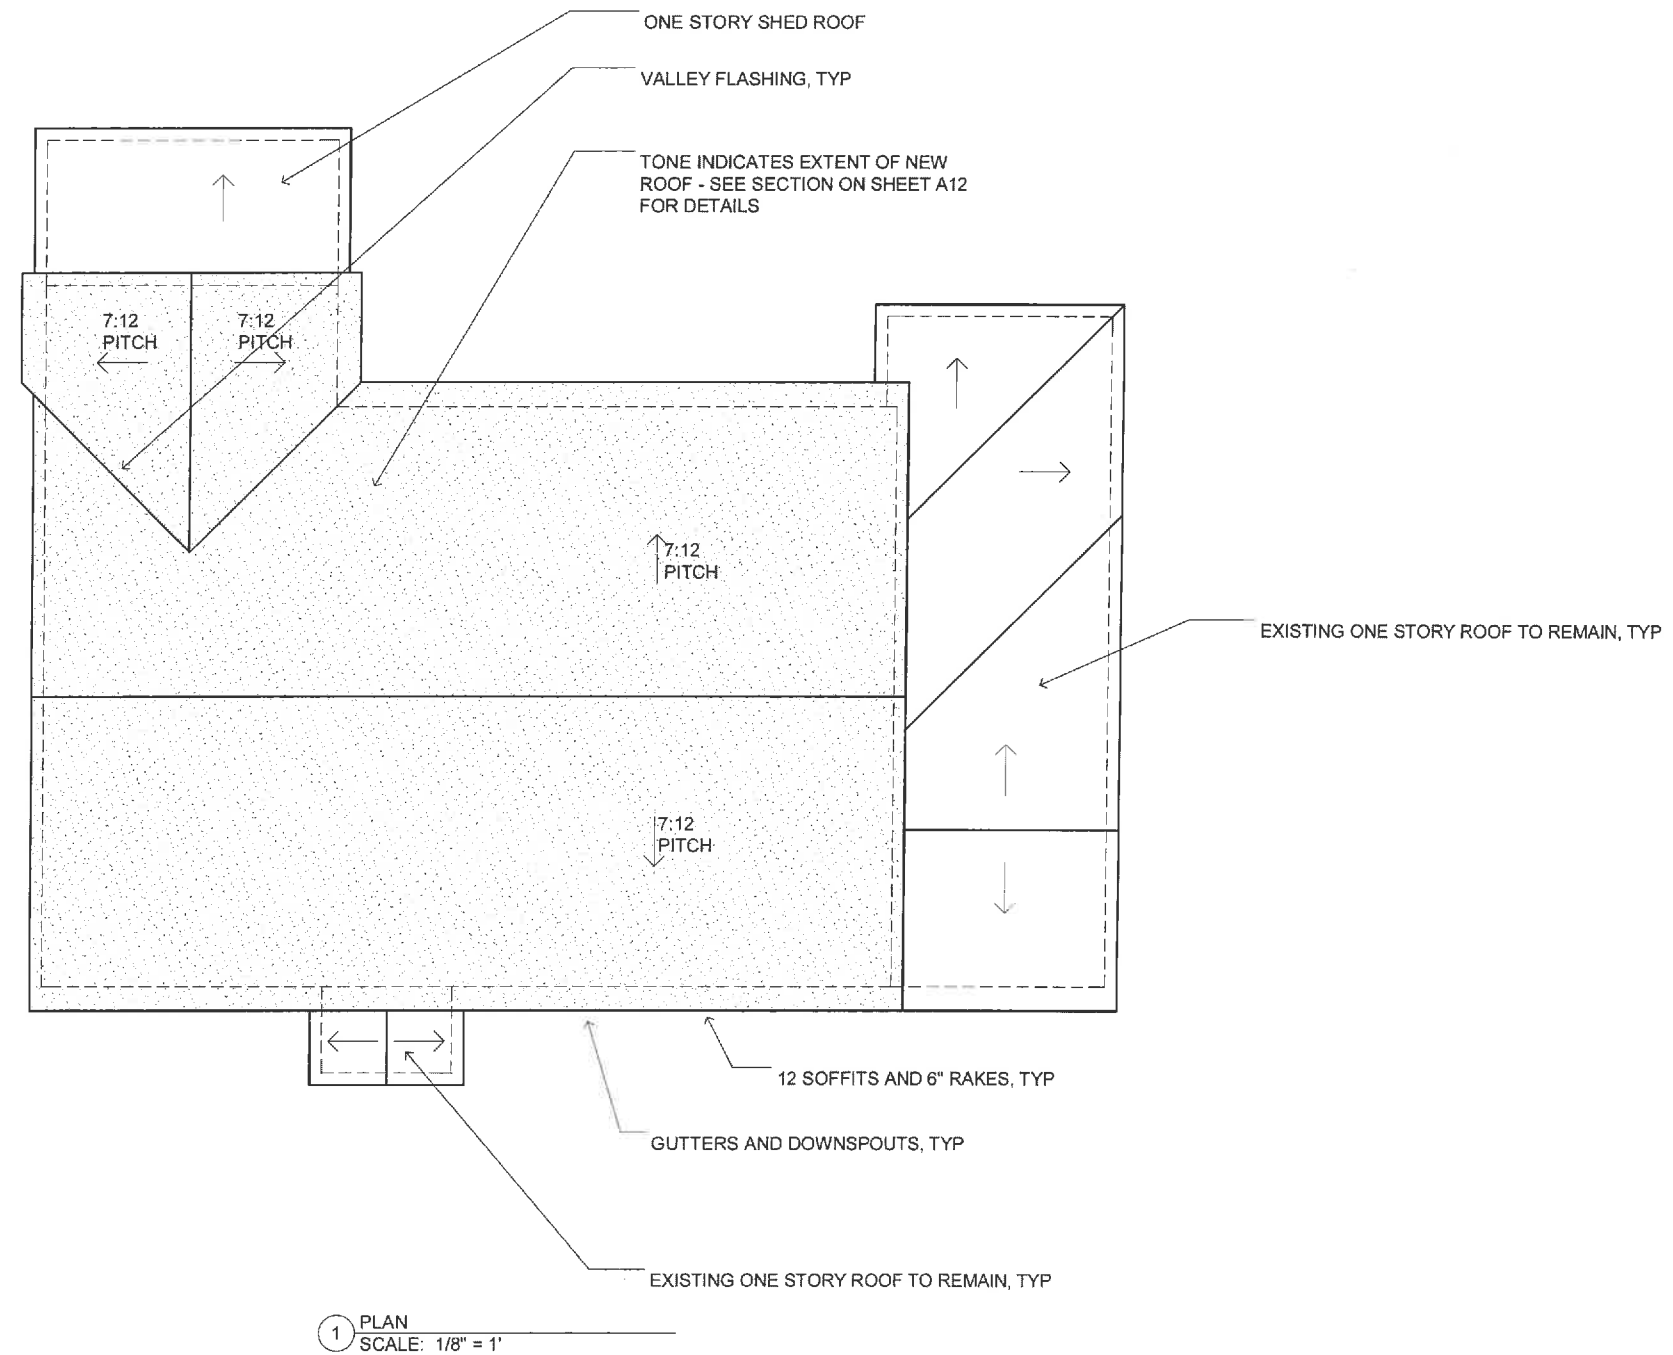 ONE STORY SHED ROOF
VALLEY FLASHING, TYP
TONE INDICATES EXTENT OF NEW
ROOF - SEE SECTION ON SHEET A12
FOR DETAILS
7:12
PITCH
7:12
PITCH
7:12
PITCH
EXISTING ONE STORY ROOF TO REMAIN, TYP
7:12
PITCH
12 SOFFITS AND 6" RAKES, TYP
GUTTERS AND DOWNSPOUTS, TYP
EXISTING ONE STORY ROOF TO REMAIN, TYP
1
PLAN
SCALE: 1/8" = 1'